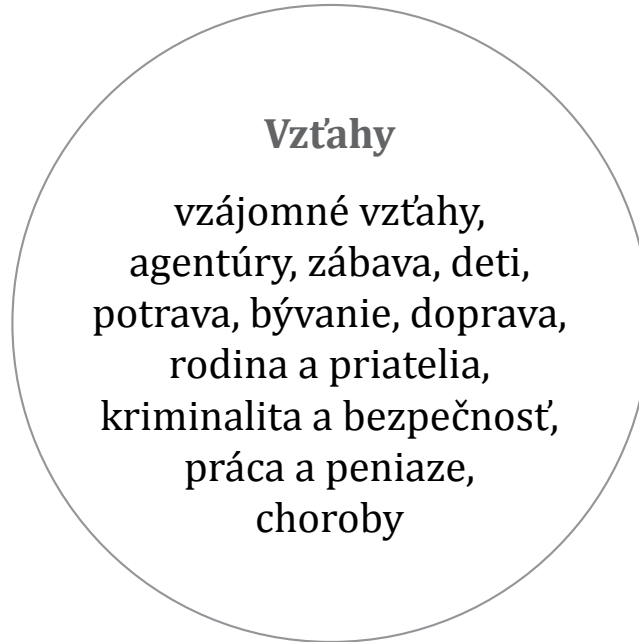 Vzťahy
vzájomné vzťahy,
agentúry, zábava, deti,
potrava, bývanie, doprava,
rodina a priatelia,
kriminalita a bezpečnosť,
práca a peniaze,
choroby